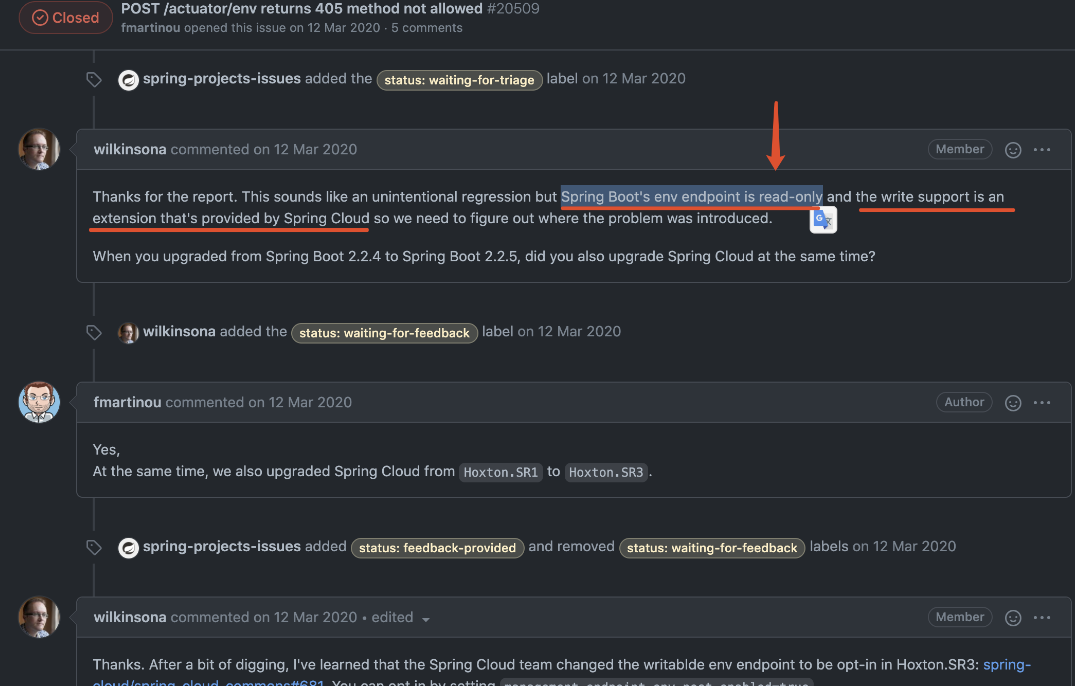 Closed
POST /actuator/env returns 405 method not allowed #20509
fmartinou opened this issue on 12 Mar 2020 · 5 comments
spring-projects-issues added the status: waiting-for-triage label on 12 Mar 2020
wilkinsona commented on 12 Mar 2020
Member
Thanks for the report. This sounds like an unintentional regression but Spring Boot's env endpoint is read-only and the write support is an
extension that's provided by Spring Cloud so we need to figure out where the problem was introduced.
When you upgraded from Spring Boot 2.2.4 to Spring Boot 2.2.5, did you also upgrade Spring Cloud at the same time?
wilkinsona added the status: waiting-for-feedback label on 12 Mar 2020
fmartinou commented on 12 Mar 2020
Author
Yes,
At the same time, we also upgraded Spring Cloud from Hoxton.SR1 to Hoxton.SR3.
spring-projects-issues added status: feedback-provided and removed status: waiting-for-feedback labels on 12 Mar 2020
wilkinsona commented on 12 Mar 2020 • edited
Member
Thanks. After a bit of digging, I've learned that the Spring Cloud team changed the writablde env endpoint to be opt-in in Hoxton.SR3: spring-
cloud/spring-cloud-commons#681. You can opt in by setting management.endpoint.env.post.enabled=true